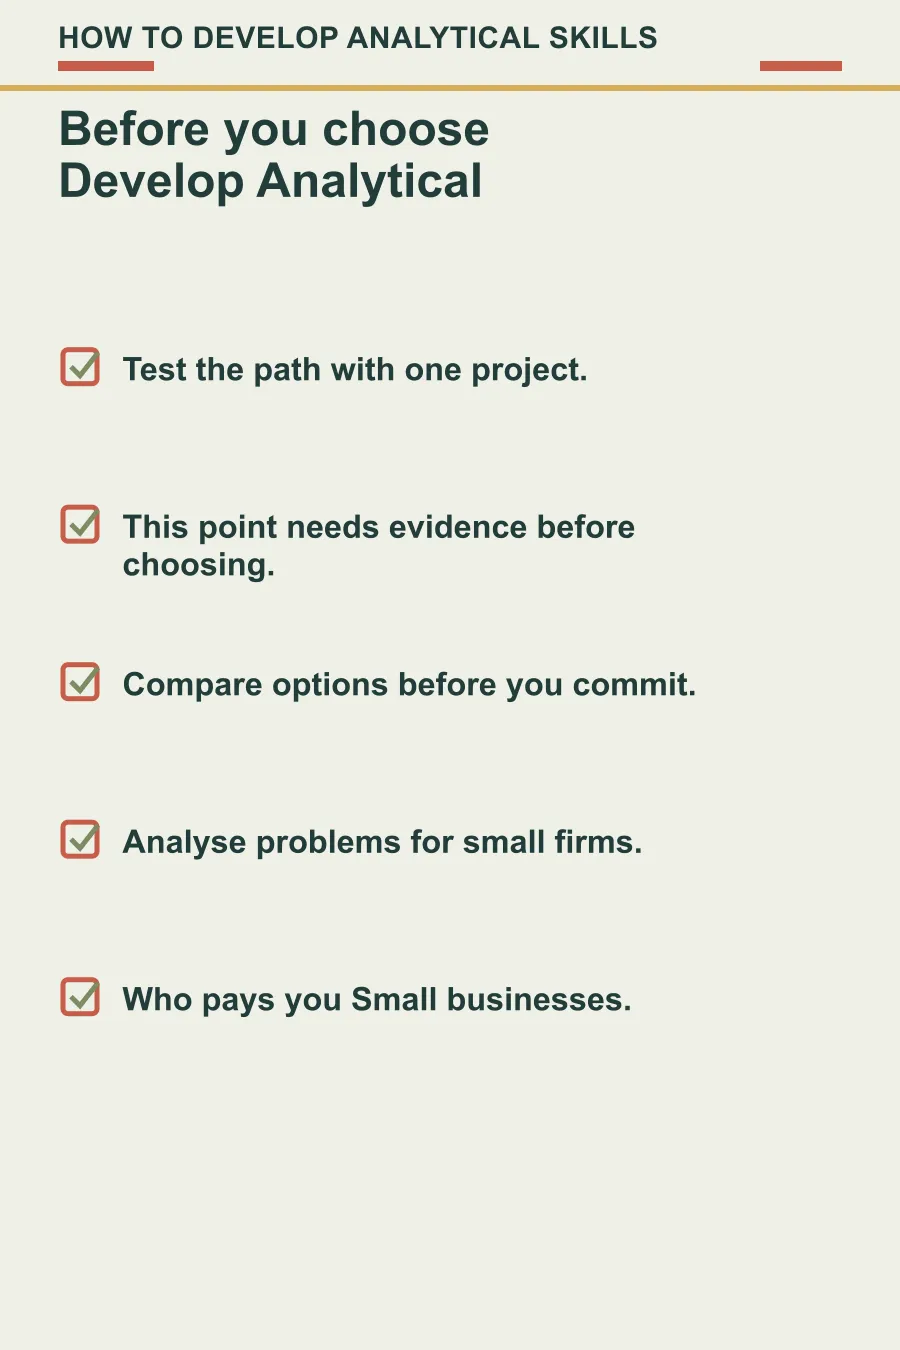 HOW TO DEVELOP ANALYTICAL SKILLS
Before you choose
Develop Analytical
Test the path with one project.
This point needs evidence before
choosing.
Compare options before you commit.
Analyse problems for small firms.
Who pays you Small businesses.